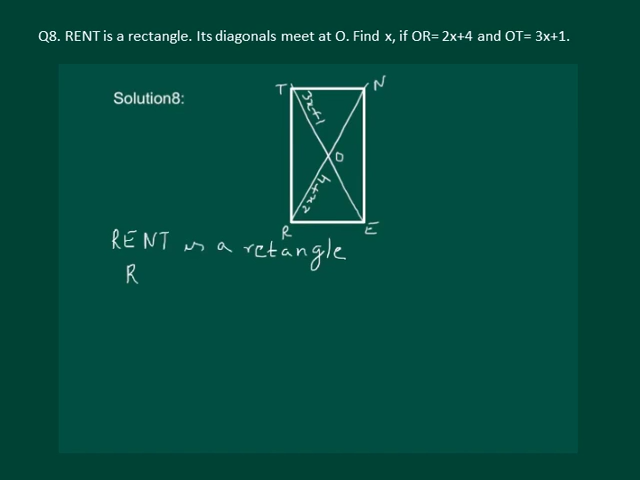 Q8. RENT is a rectangle. Its diagonals meet at O. Find x, if OR= 2x+4 and OT= 3x+1.
Solution8:
T
N
3x+1
O
2x+4
R
E
RENT is a retangle
R